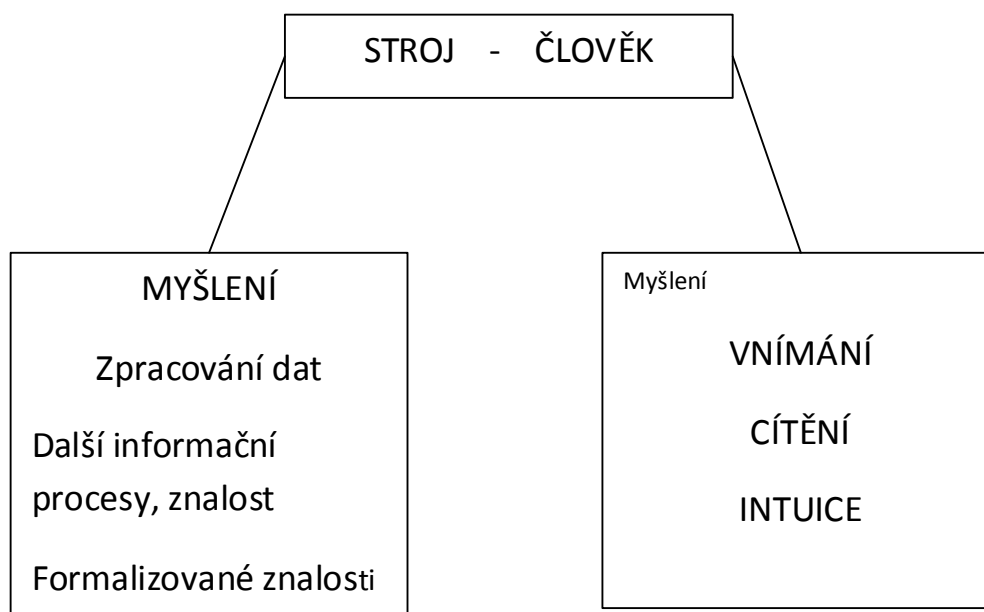 STROJ - ČLOVĚK
MYŠLENÍ
Zpracování dat
Další informační
procesy, znalost
Formalizované znalosti
Myšlení
VNÍMÁNÍ
CÍTĚNÍ
INTUICE